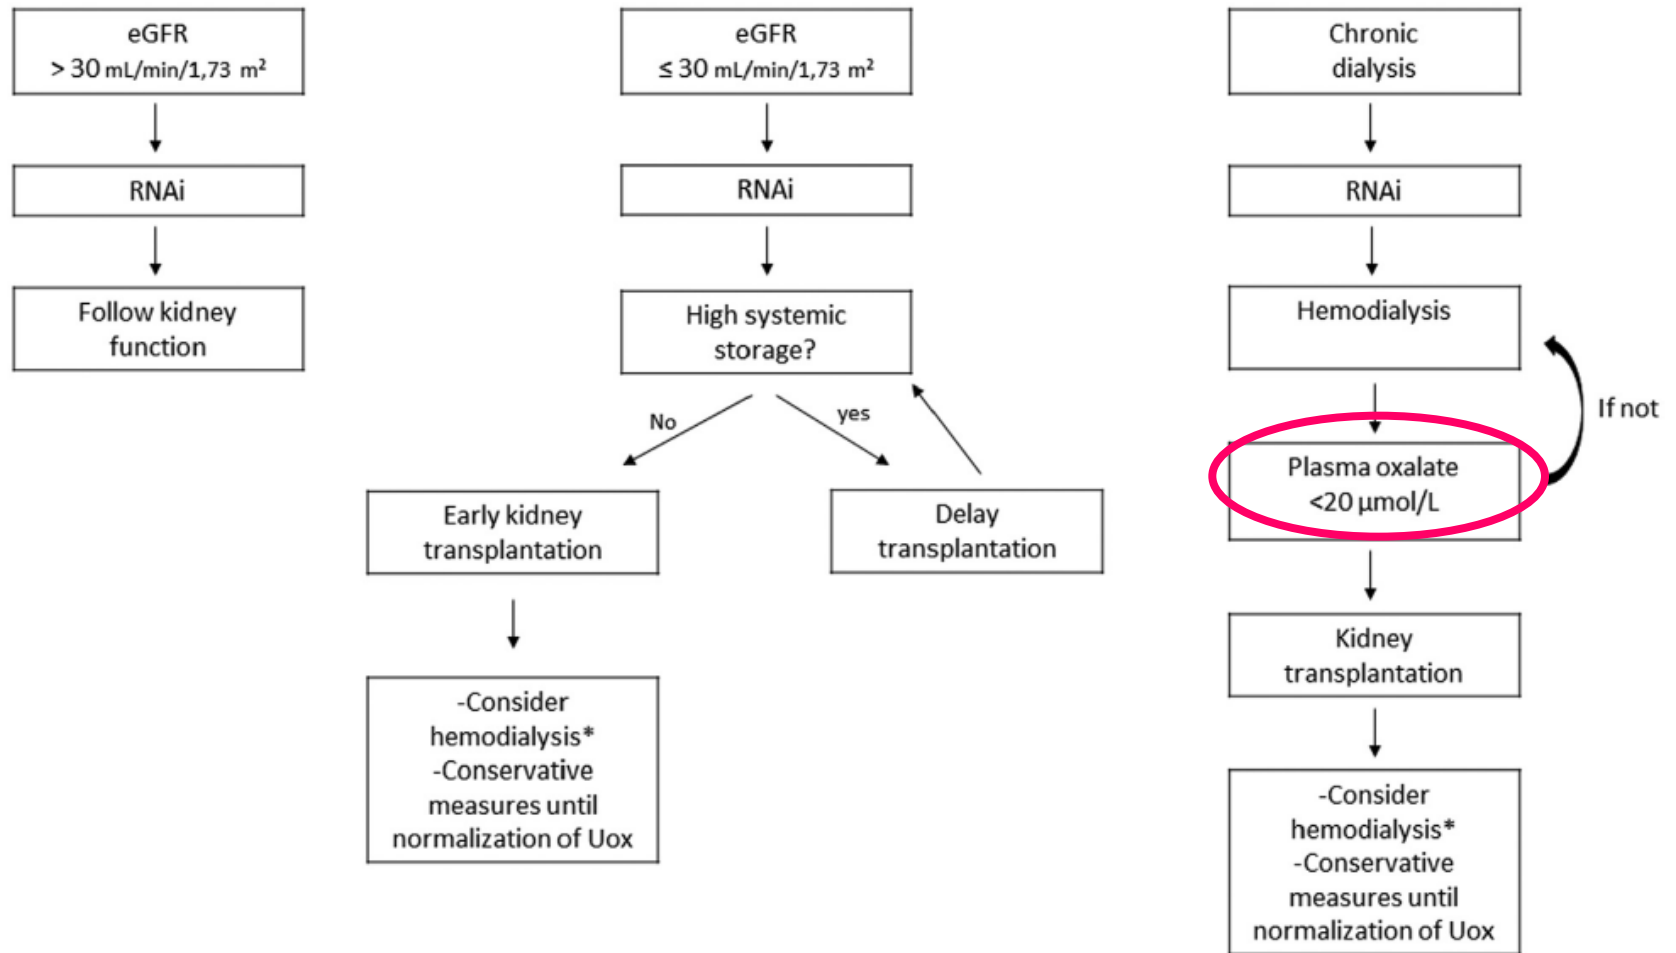 eGFR
> 30 mL/min/1,73 m²
RNAi
Follow kidney
function
eGFR
≤ 30 mL/min/1,73 m²
RNAi
High systemic
storage?
No
yes
Early kidney
transplantation
Delay
transplantation
-Consider
hemodialysis*
-Conservative
measures until
normalization of Uox
Chronic
dialysis
RNAi
Hemodialysis
If not
Plasma oxalate
<20 µmol/L
Kidney
transplantation
-Consider
hemodialysis*
-Conservative
measures until
normalization of Uox